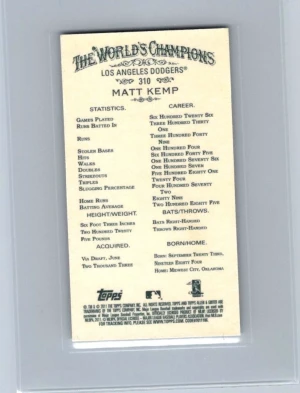 THE WORLD'S CHAMPIONS
LOS ANGELES DODGERS®
310
MATT KEMP
STATISTICS. CAREER.
GAMES PLAYED SIX HUNDRED TWENTY SIX
RUNS BATTED IN THREE HUNDRED THIRTY
ONE
RUNS THREE HUNDRED FORTY
NINE
STOLEN BASES ONE HUNDRED FOUR
HITS SIX HUNDRED FORTY FIVE
WALKS ONE HUNDRED SEVENTY SIX
DOUBLES ONE HUNDRED SEVEN
STRIKEOUTS FIVE HUNDRED EIGHTY ONE
TRIPLES TWENTY FOUR
SLUGGING PERCENTAGE FOUR HUNDRED SEVENTY
TWO
HOME RUNS EIGHTY NINE
BATTING AVERAGE TWO HUNDRED EIGHTY FIVE
HEIGHT/WEIGHT. BATS/THROWS.
SIX FOOT THREE INCHES BATS RIGHT-HANDED
TWO HUNDRED TWENTY THROWS RIGHT-HANDED
FIVE POUNDS
ACQUIRED. BORN/HOME.
VIA DRAFT, JUNE BORN: SEPTEMBER TWENTY THIRD,
TWO THOUSAND THREE NINETEEN EIGHTY FOUR
HOME: MIDWEST CITY, OKLAHOMA
Topps